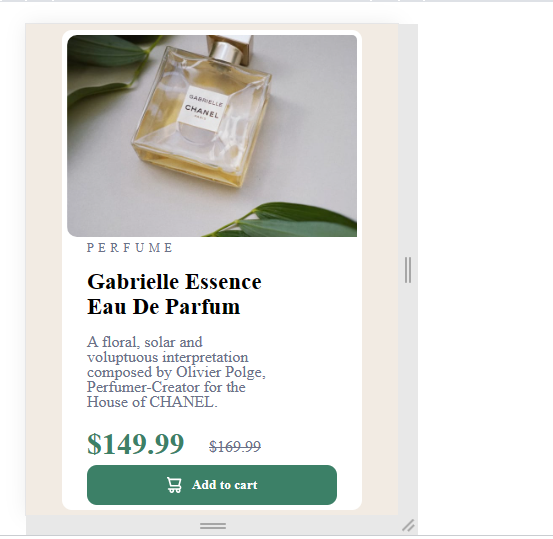 GABRIELLE
CHANEL
PARIS
PERFUME
Gabrielle Essence
Eau De Parfum
A floral, solar and
voluptuous interpretation
composed by Olivier Polge,
Perfumer-Creator for the
House of CHANEL.
$149.99 $169.99
Add to cart